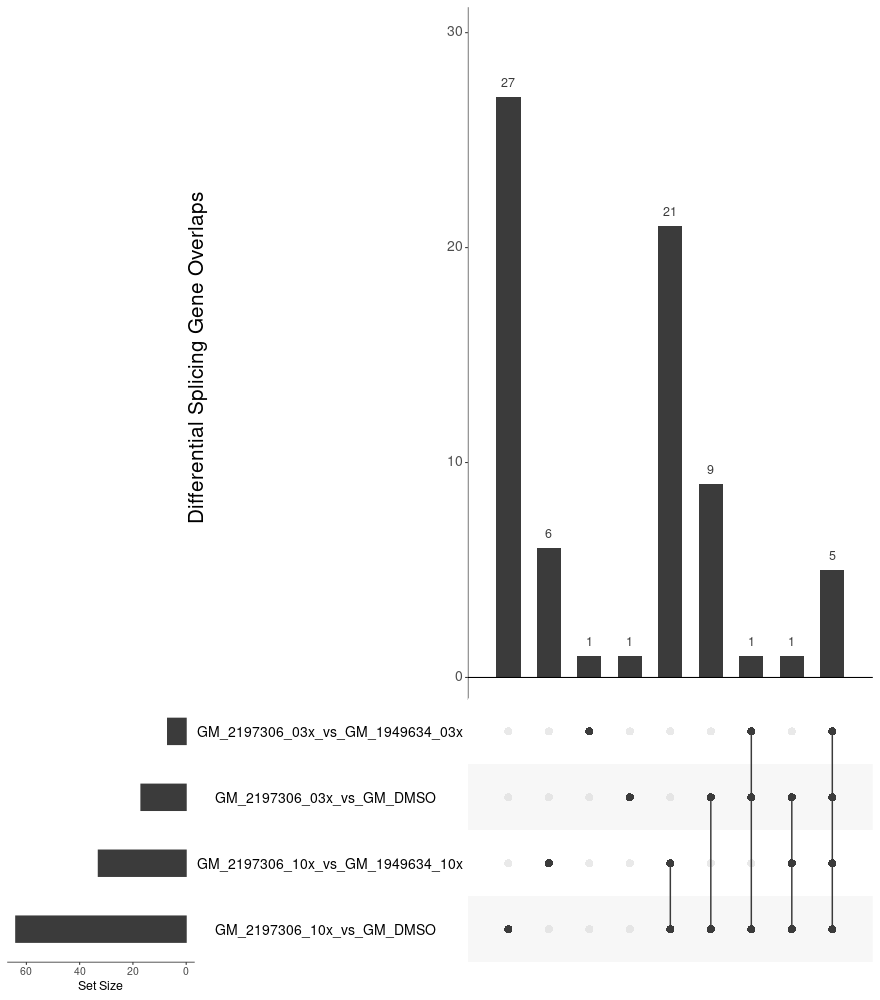 30
27
21
20
Differential Splicing Gene Overlaps
10
9
6
5
1
1
1
1
0
GM_2197306_03x_vs_GM_1949634_03x
GM_2197306_03x_vs_GM_DMSO
GM_2197306_10x_vs_GM_1949634_10x
GM_2197306_10x_vs_GM_DMSO
60 40 20 0
Set Size